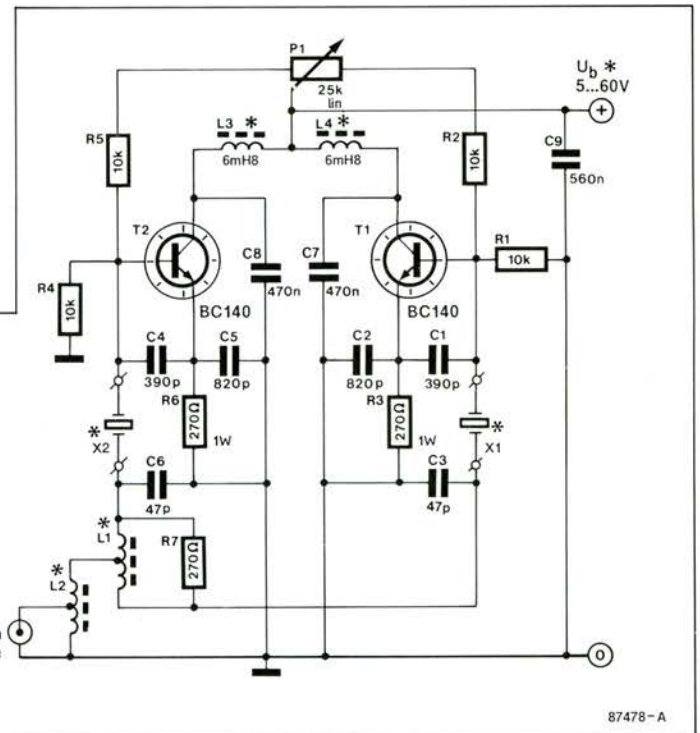 P1
25k
lin
U_b *
5...60V
+
L3 *
6mH8
L4 *
6mH8
R5
10k
R2
10k
C9
560n
T2
T1
C8
470n
C7
470n
R1
10k
R4
10k
BC140
BC140
C4
390p
C5
820p
C2
820p
C1
390p
R6
270Ω
1W
R3
270Ω
1W
*
X2
*
X1
C6
47p
C3
47p
*
L1
R7
270Ω
*
L2
0
87478-A